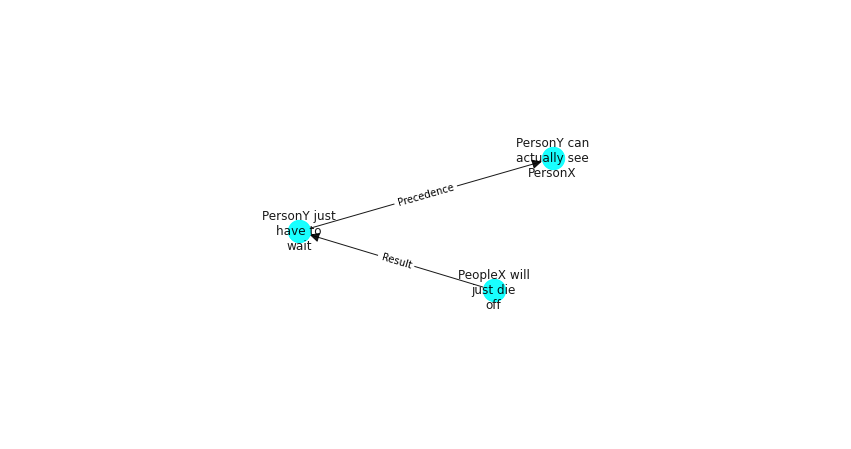 PersonY can
actually see
PersonX
Precedence
PersonY just
have to
wait
Result
PeopleX will
just die
off